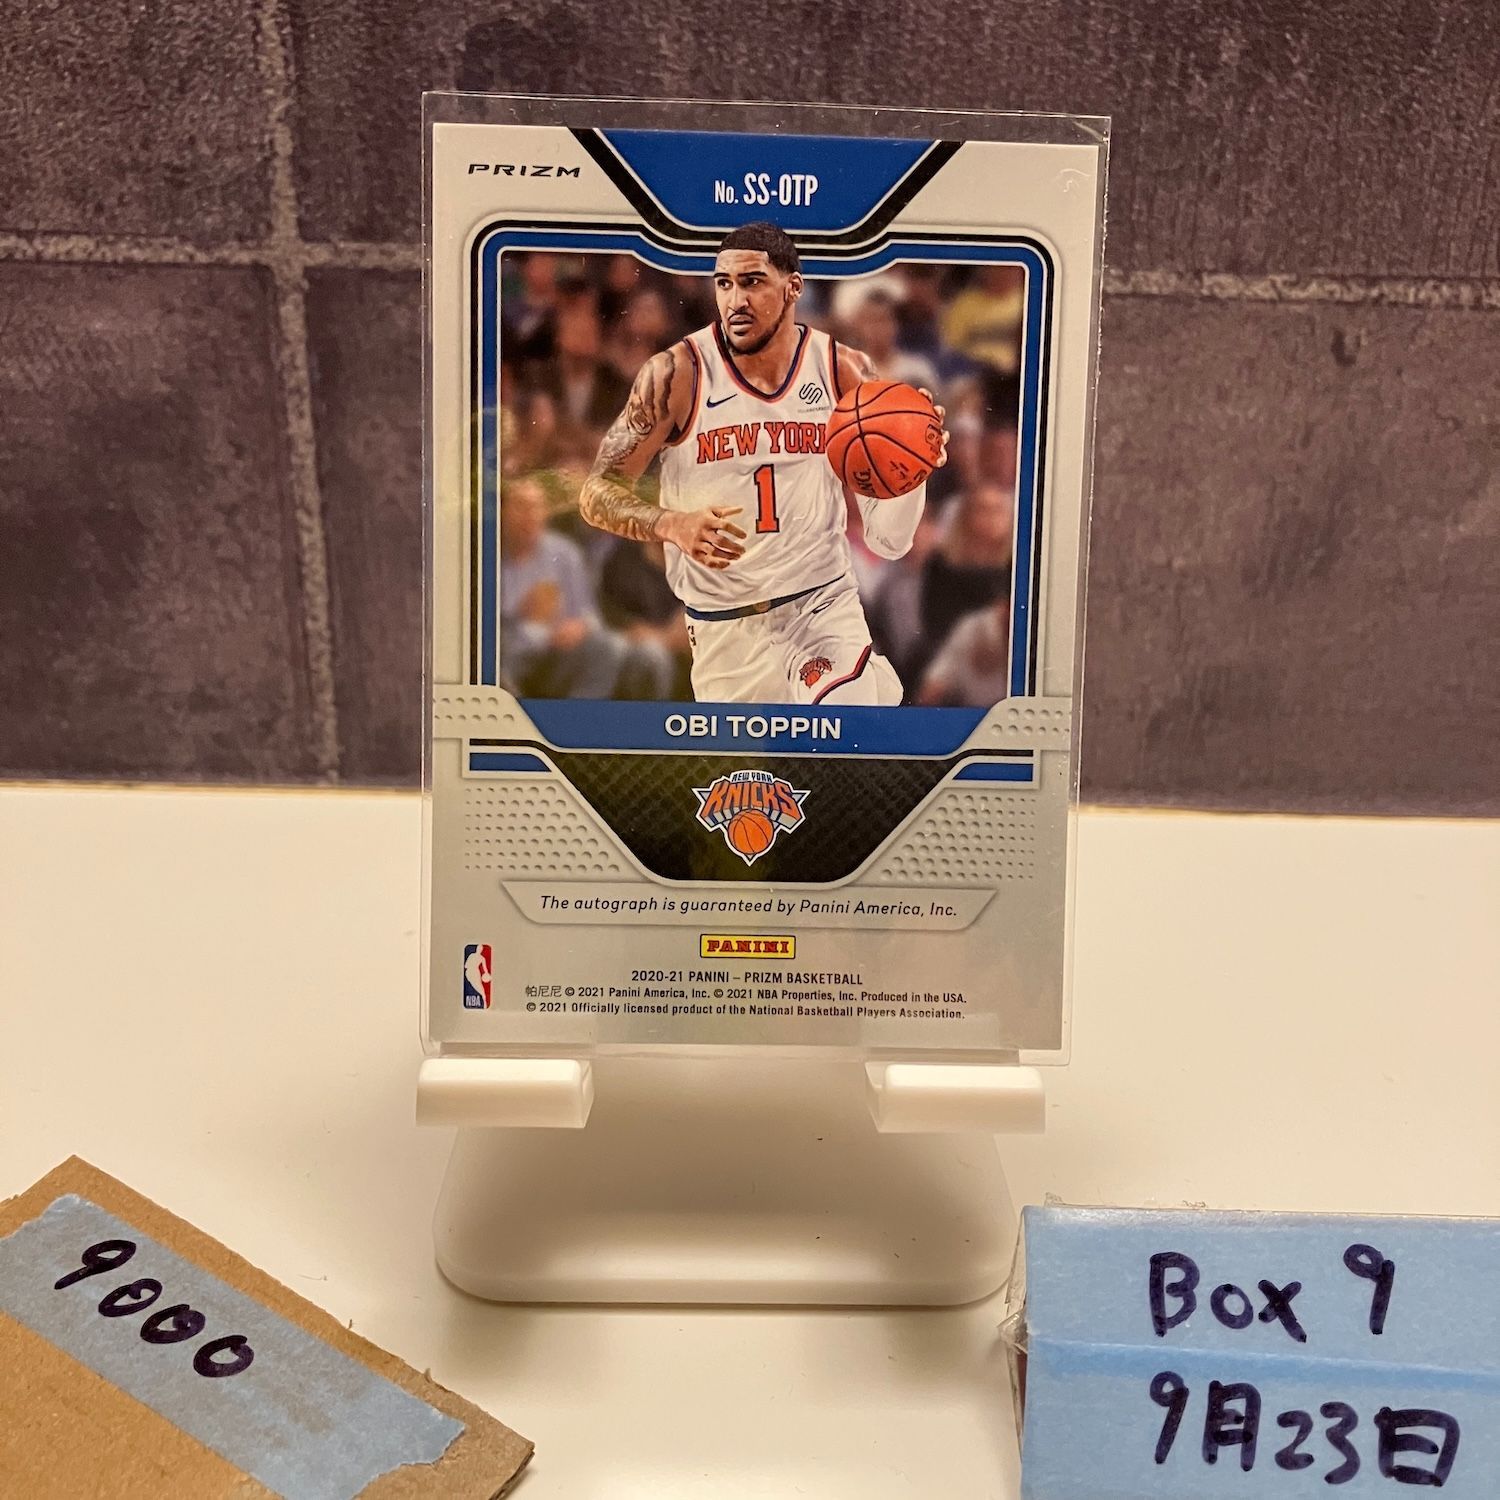 PRIZM
No. SS-OTP
NEW YORK
1
OBI TOPPIN
NEW YORK
KNICKS
The autograph is guaranteed by Panini America, Inc.
PANINI
NBA
2020-21 PANINI – PRIZM BASKETBALL
帕尼尼 © 2021 Panini America, Inc. © 2021 NBA Properties, Inc. Produced in the USA.
© 2021 Officially licensed product of the National Basketball Players Association.
9000
Box 9
9月23日